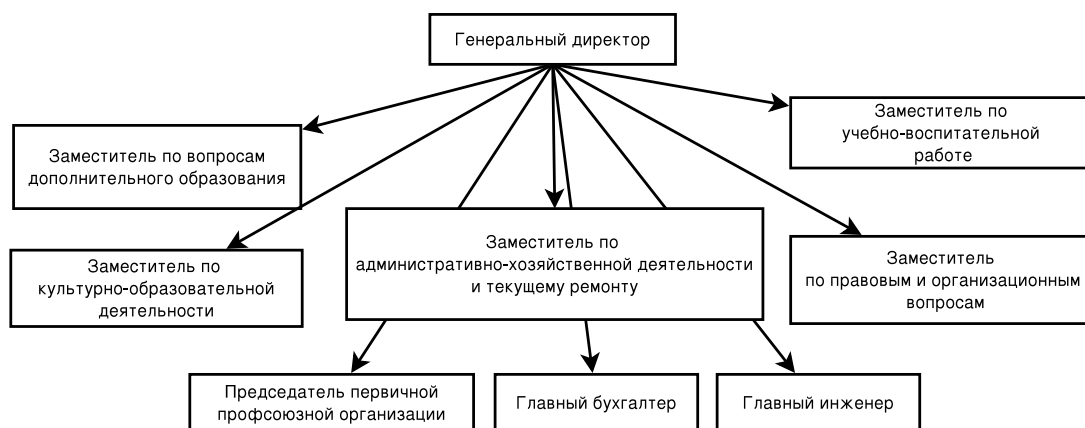 Генеральный директор
Заместитель по
учебно-воспитательной
работе
Заместитель по вопросам
дополнительного образования
Заместитель по
административно-хозяйственной деятельности
и текущему ремонту
Заместитель по
культурно-образовательной
деятельности
Заместитель
по правовым и организационным
вопросам
Председатель первичной
профсоюзной организации
Главный бухгалтер
Главный инженер